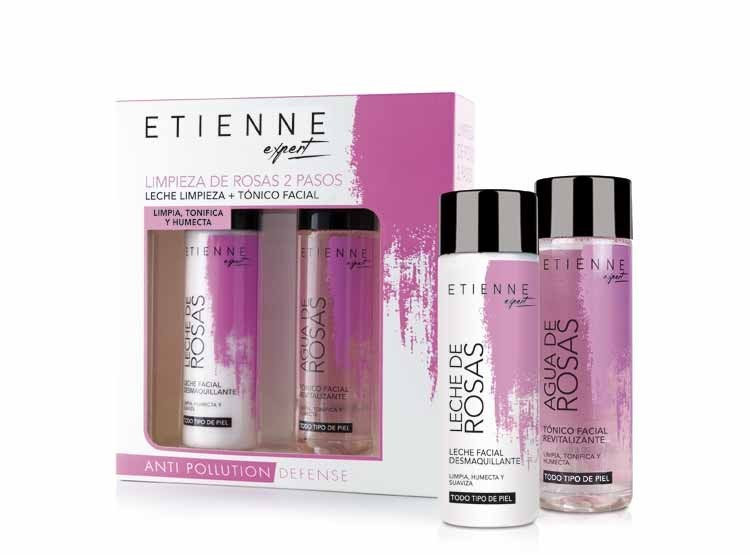 ETIENNE
expert
LIMPIEZA DE ROSAS 2 PASOS
LECHE LIMPIEZA + TÓNICO FACIAL
LIMPIA, TONIFICA
Y HUMECTA
ETIENNE
expert
LECHE DE
ROSAS
LECHE FACIAL
DESMAQUILLANTE
TODO TIPO DE PIEL
ETIENNE
expert
AGUA DE
ROSAS
TÓNICO FACIAL
REVITALIZANTE
TODO TIPO DE PIEL
ANTI POLLUTION DEFENSE
ETIENNE
expert
LECHE DE
ROSAS
LECHE FACIAL
DESMAQUILLANTE
LIMPIA, HUMECTA Y
SUAVIZA
TODO TIPO DE PIEL
ETIENNE
expert
AGUA DE
ROSAS
TÓNICO FACIAL
REVITALIZANTE
LIMPIA, TONIFICA Y
HUMECTA
TODO TIPO DE PIEL